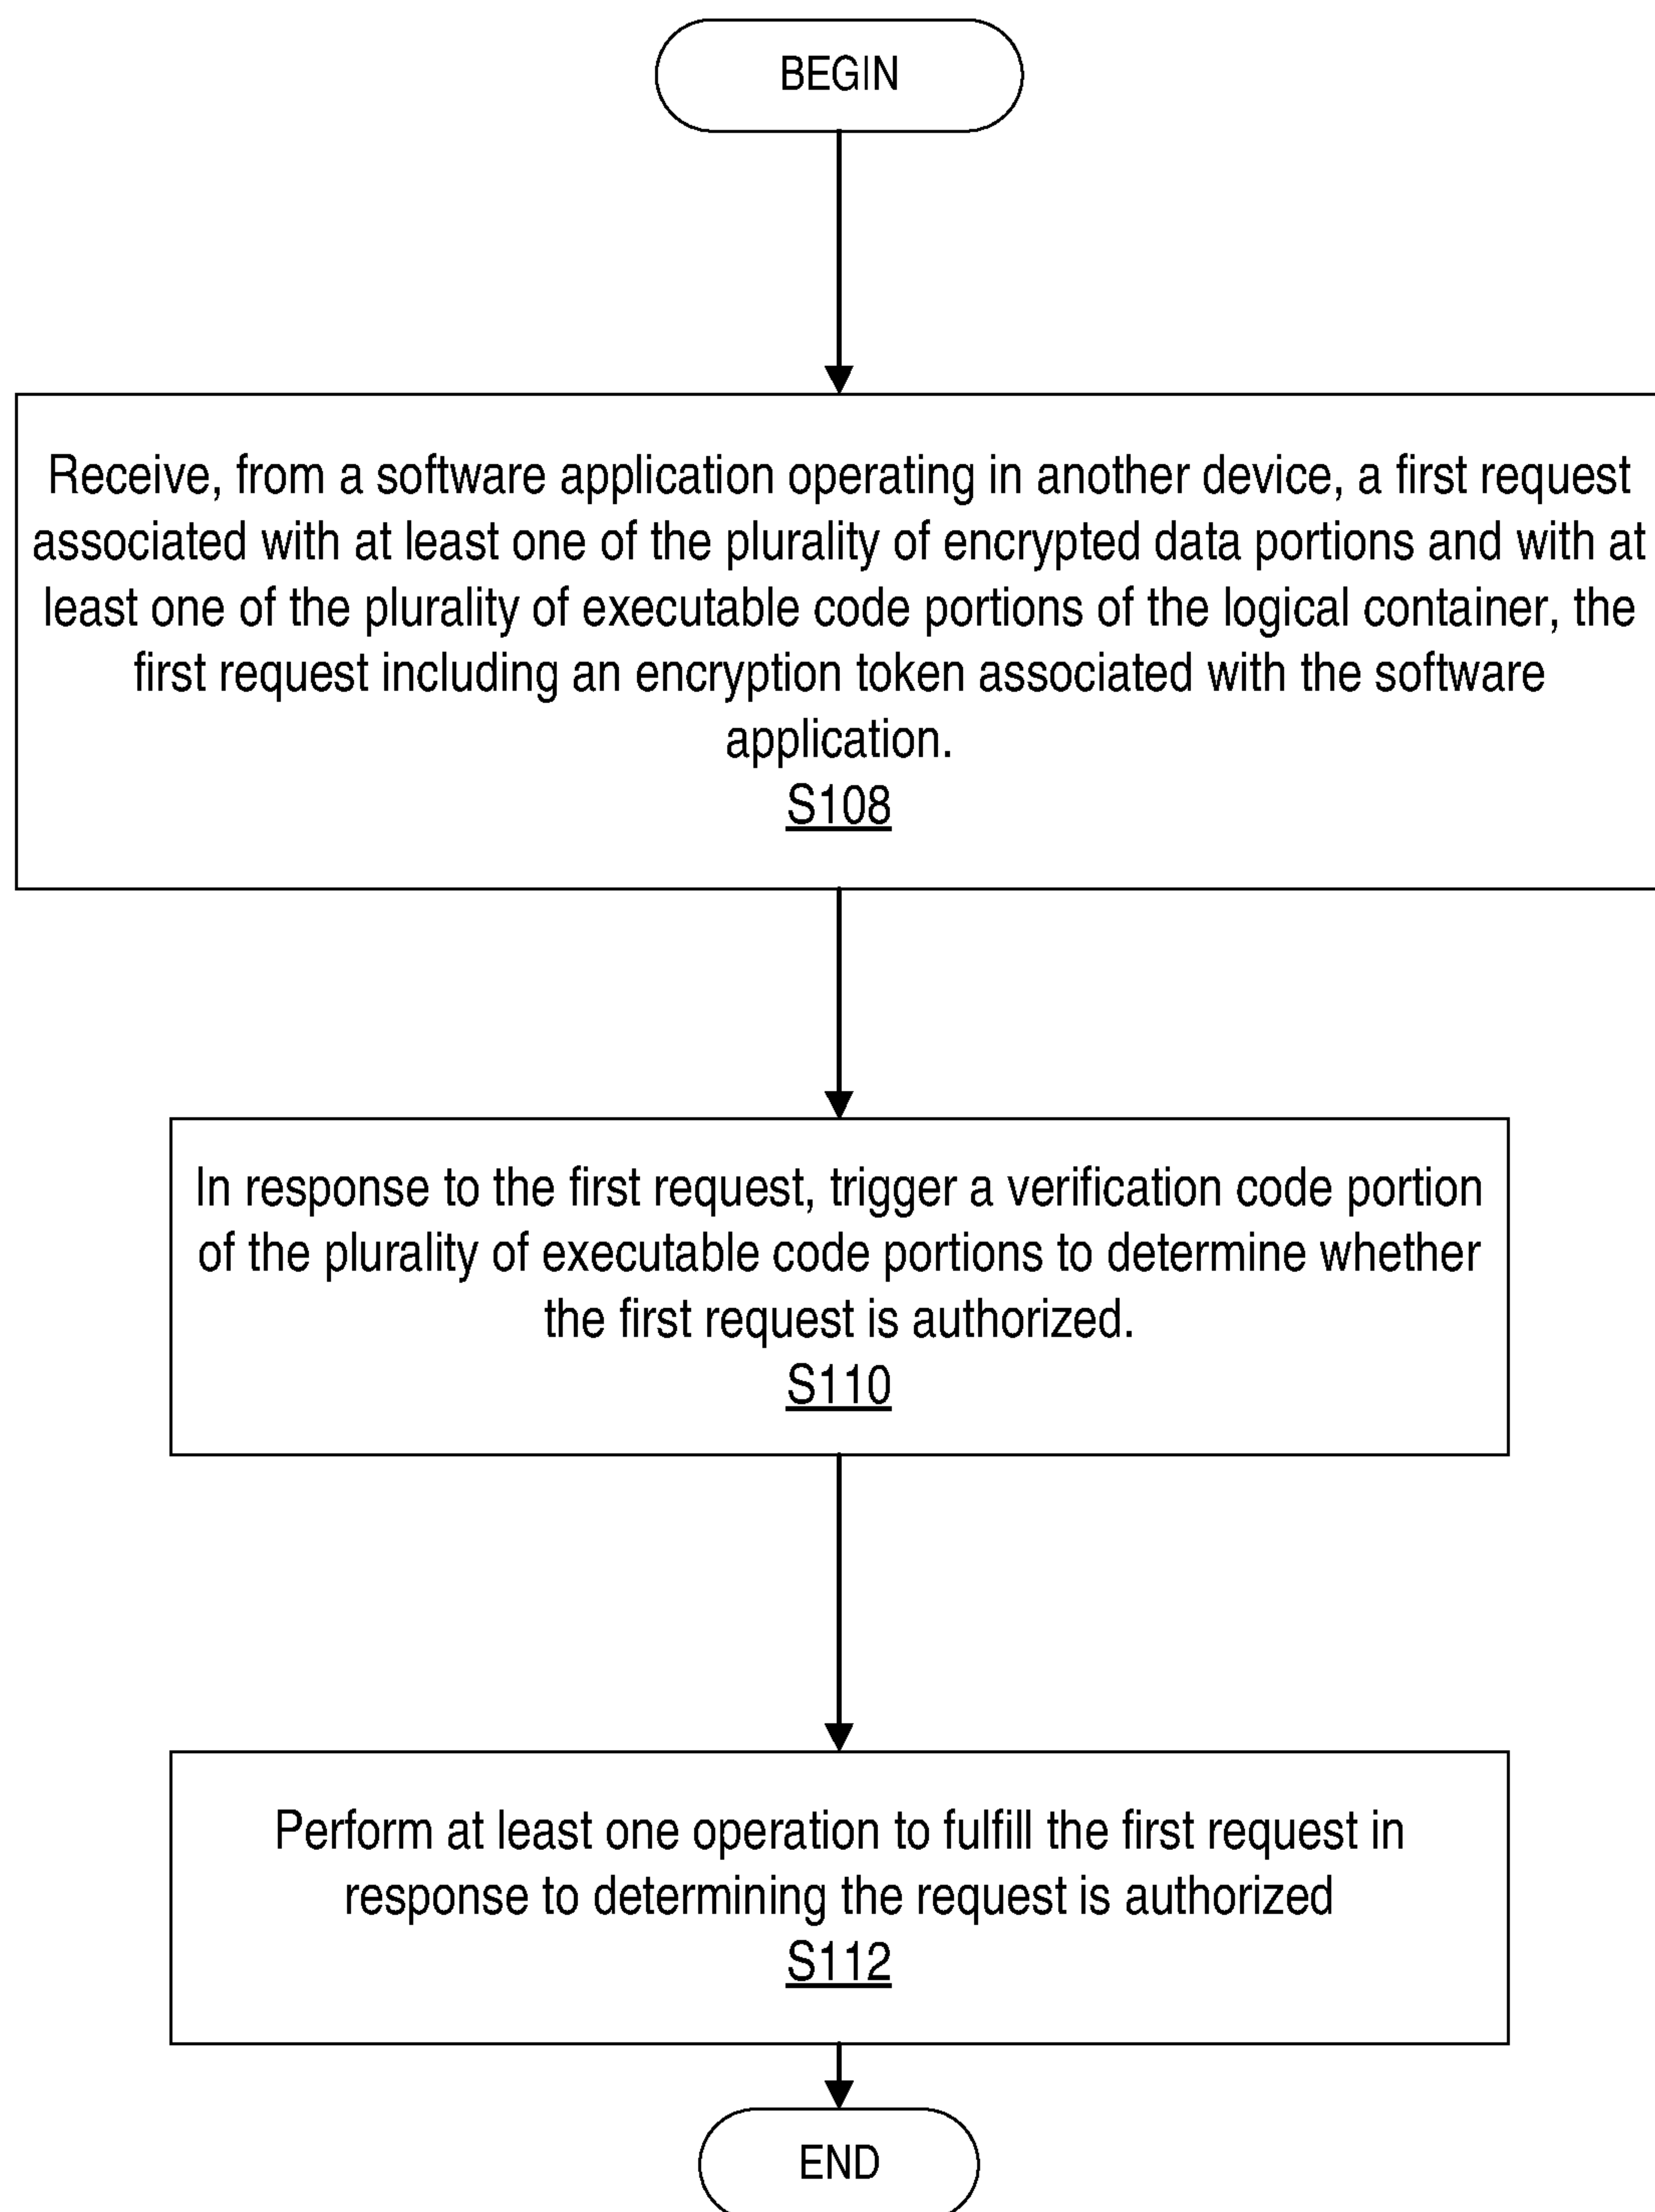 BEGIN
Receive, from a software application operating in another device, a first request
associated with at least one of the plurality of encrypted data portions and with at
least one of the plurality of executable code portions of the logical container, the
first request including an encryption token associated with the software
application.
S108
In response to the first request, trigger a verification code portion
of the plurality of executable code portions to determine whether
the first request is authorized.
S110
Perform at least one operation to fulfill the first request in
response to determining the request is authorized
S112
END